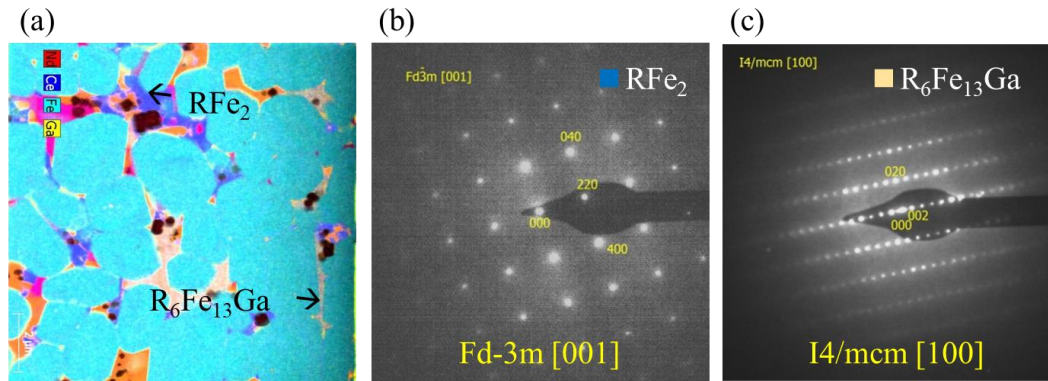 (a)
(b)
(c)
Nd
Ce
Fe
Ga
RFe₂
R₆Fe₁₃Ga
Fd3̄m [001]
RFe₂
040
220
000
400
Fd-3m [001]
I4/mcm [100]
R₆Fe₁₃Ga
020
002
000
I4/mcm [100]